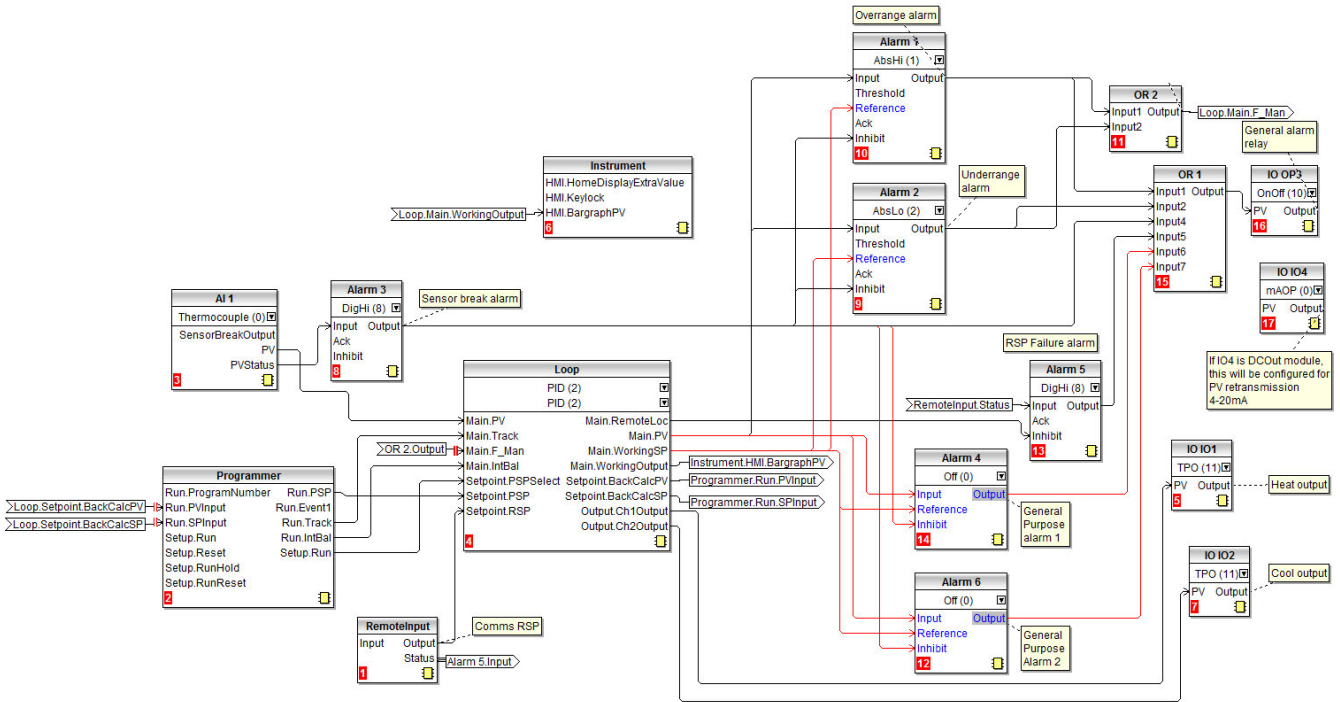 Overrange alarm
Alarm 1
AbsHi (1)
Input Output
Threshold
Reference
Ack
Inhibit
10
OR 2
Input1 Output
Input2
11
Loop.Main.F_Man
General alarm
relay
Instrument
HMI.HomeDisplayExtraValue
HMI.Keylock
HMI.BargraphPV
6
Loop.Main.WorkingOutput
Alarm 2
AbsLo (2)
Input Output
Threshold
Reference
Ack
Inhibit
9
Underrange
alarm
OR 1
Input1 Output
Input2
Input4
Input5
Input6
Input7
15
IO OP3
OnOff (10)
PV Output
16
IO IO4
mAOP (0)
PV Output
17
If IO4 is DCOut module,
this will be configured for
PV retransmission
4-20mA
AI 1
Thermocouple (0)
SensorBreakOutput
PV
PVStatus
3
Alarm 3
DigHi (8)
Input Output
Ack
Inhibit
8
Sensor break alarm
RSP Failure alarm
Alarm 5
DigHi (8)
Input Output
Ack
Inhibit
13
RemoteInput.Status
Loop
PID (2)
PID (2)
Main.PV Main.RemoteLoc
Main.Track Main.PV
Main.F_Man Main.WorkingSP
Main.IntBal Main.WorkingOutput
Setpoint.PSPSelect Setpoint.BackCalcPV
Setpoint.PSP Setpoint.BackCalcSP
Setpoint.RSP Output.Ch1Output
Output.Ch2Output
4
OR 2.Output
Instrument.HMI.BargraphPV
Programmer.Run.PVInput
Programmer.Run.SPInput
Programmer
Run.ProgramNumber Run.PSP
Run.PVInput Run.Event1
Run.SPInput Run.Track
Setup.Run Run.IntBal
Setup.Reset Setup.Run
Setup.RunHold
Setup.RunReset
2
Loop.Setpoint.BackCalcPV
Loop.Setpoint.BackCalcSP
Alarm 4
Off (0)
Input Output
Reference
Inhibit
14
General
Purpose
alarm 1
IO IO1
TPO (11)
PV Output
5
Heat output
Alarm 6
Off (0)
Input Output
Reference
Inhibit
12
General
Purpose
Alarm 2
IO IO2
TPO (11)
PV Output
7
Cool output
RemoteInput
Input Output
Status
1
Comms RSP
Alarm 5.Input